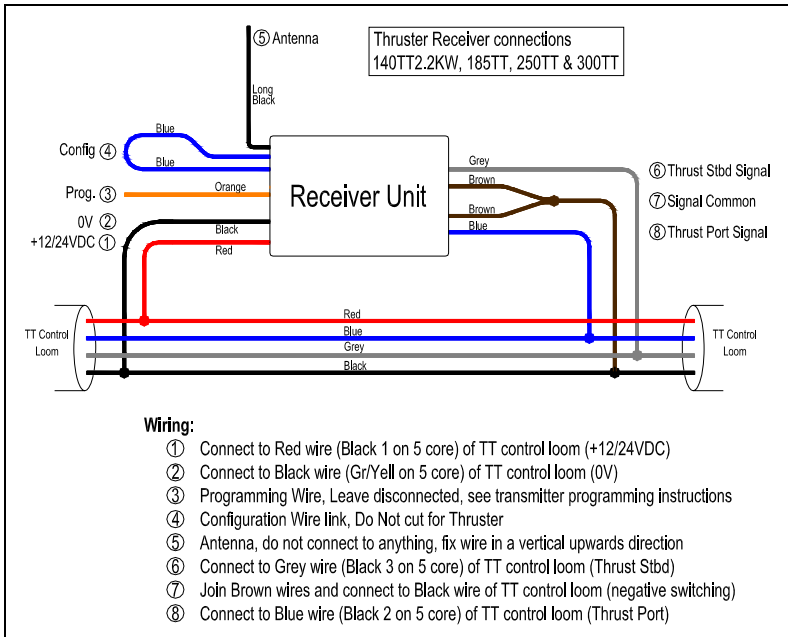 ⑤ Antenna
Thruster Receiver connections
140TT2.2KW, 185TT, 250TT & 300TT
Long
Black
Blue
Config ④
Blue
Prog. ③
Orange
0V ②
Black
+12/24VDC ①
Red
Receiver Unit
Grey
⑥ Thrust Stbd Signal
Brown
⑦ Signal Common
Brown
Blue
⑧ Thrust Port Signal
TT Control
Loom
Red
Blue
Grey
Black
TT Control
Loom
Wiring:
① Connect to Red wire (Black 1 on 5 core) of TT control loom (+12/24VDC)
② Connect to Black wire (Gr/Yell on 5 core) of TT control loom (0V)
③ Programming Wire, Leave disconnected, see transmitter programming instructions
④ Configuration Wire link, Do Not cut for Thruster
⑤ Antenna, do not connect to anything, fix wire in a vertical upwards direction
⑥ Connect to Grey wire (Black 3 on 5 core) of TT control loom (Thrust Stbd)
⑦ Join Brown wires and connect to Black wire of TT control loom (negative switching)
⑧ Connect to Blue wire (Black 2 on 5 core) of TT control loom (Thrust Port)